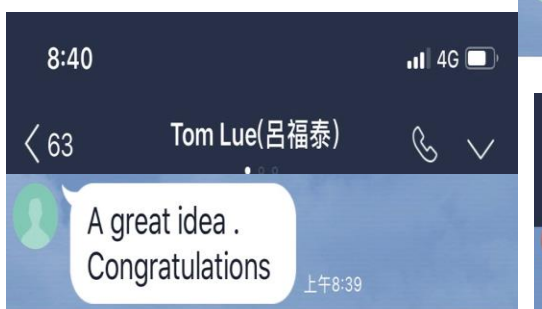 8:40
4G
63
Tom Lue(呂福泰)
A great idea .
Congratulations
上午8:39